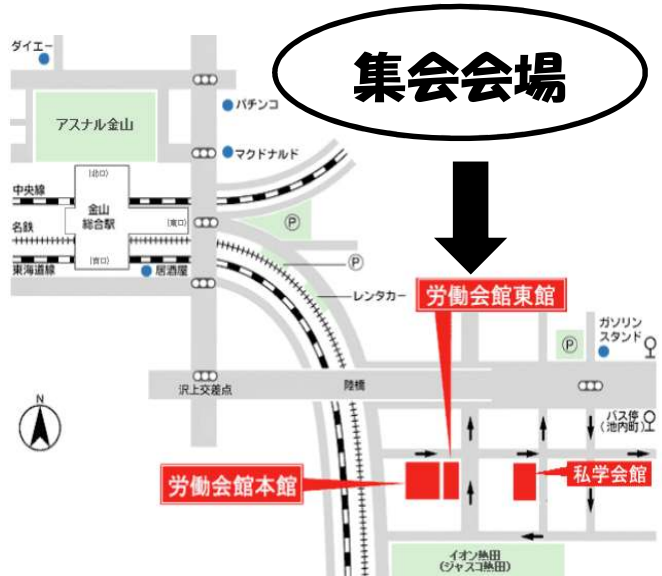 集会会場
ダイエー
パチンコ
アスナル金山
マクドナルド
中央線
(北口)
金山
総合駅
(東口)
名鉄
P
(南口)
東海道線
居酒屋
P
レンタカー
労働会館東館
ガソリン
スタンド
P
沢上交差点
陸橋
N
バス停
(池内町)
労働会館本館
私学会館
イオン熱田
(ジャスコ熱田)